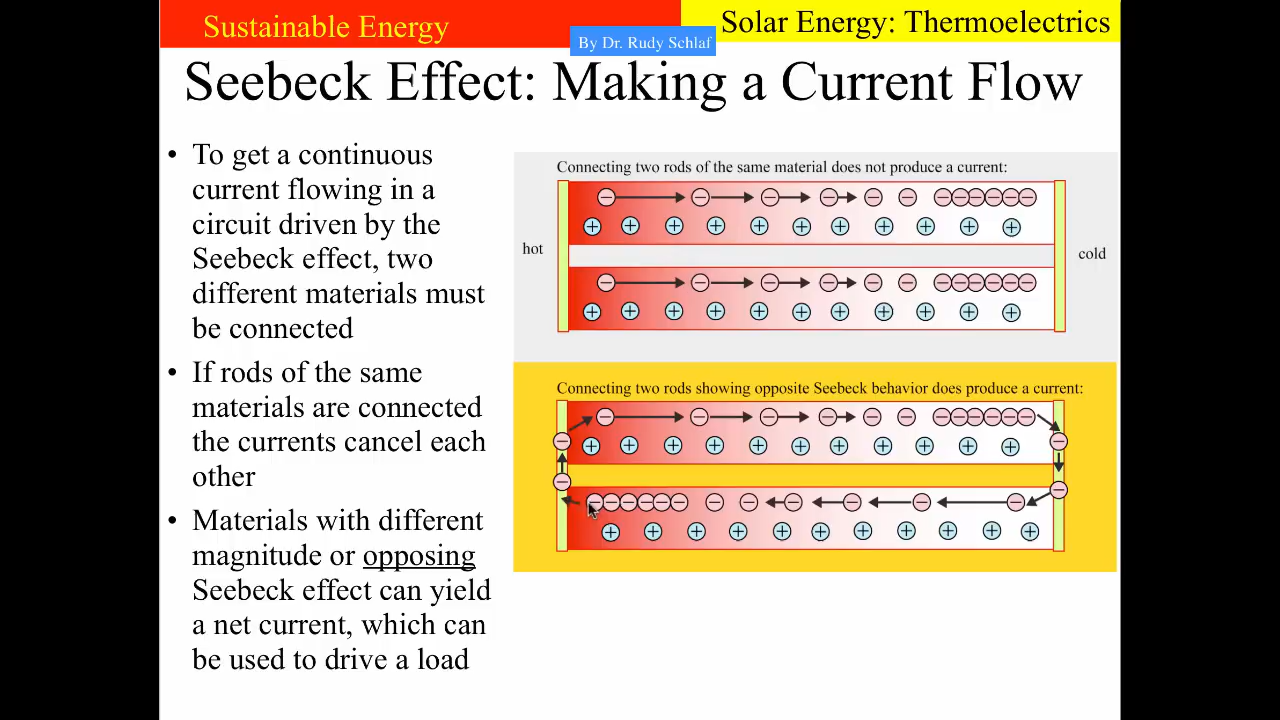 Sustainable Energy
Solar Energy: Thermoelectrics
By Dr. Rudy Schlaf
Seebeck Effect: Making a Current Flow
• To get a continuous
current flowing in a
circuit driven by the
Seebeck effect, two
different materials must
be connected
• If rods of the same
materials are connected
the currents cancel each
other
• Materials with different
magnitude or opposing
Seebeck effect can yield
a net current, which can
be used to drive a load
Connecting two rods of the same material does not produce a current:
hot
cold
Connecting two rods showing opposite Seebeck behavior does produce a current: